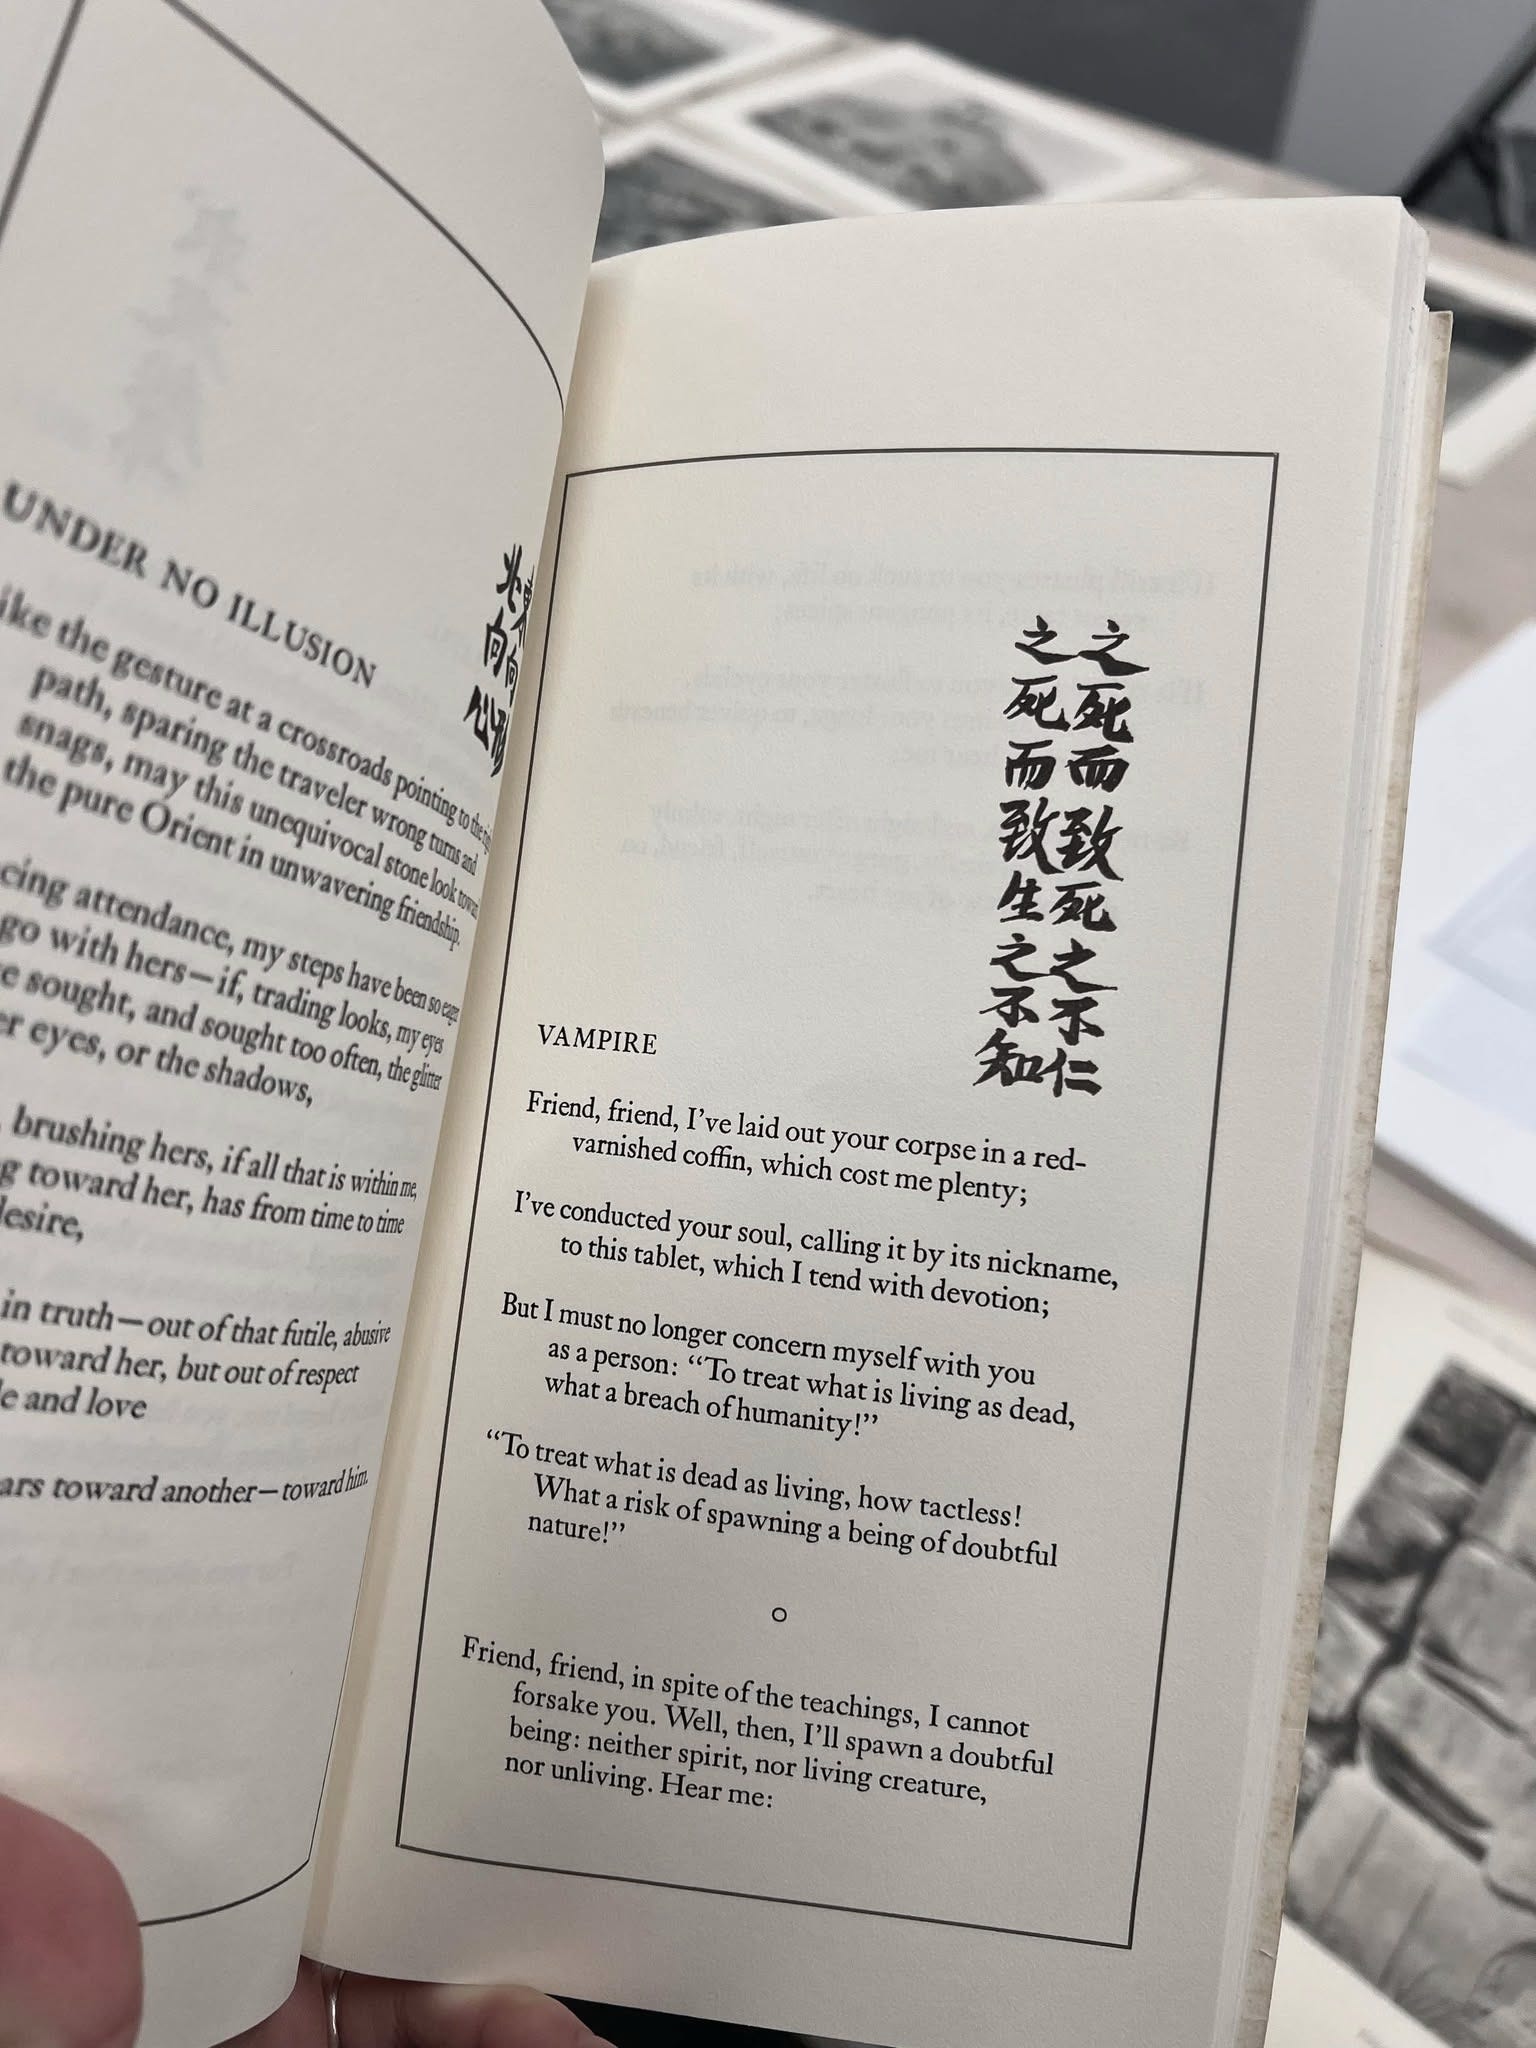 北向心
UNDER NO ILLUSION
ike the gesture at a crossroads pointing to the right
path, sparing the traveler wrong turns and
snags, may this unequivocal stone look toward
the pure Orient in unwavering friendship.
cing attendance, my steps have been so eager
go with hers—if, trading looks, my eyes
e sought, and sought too often, the glitter
er eyes, or the shadows,
, brushing hers, if all that is within me,
g toward her, has from time to time
desire,
in truth—out of that futile, abusive
toward her, but out of respect
e and love
ars toward another—toward him.
之死而致死之不仁
之死而致生之不知
VAMPIRE
Friend, friend, I’ve laid out your corpse in a red-
varnished coffin, which cost me plenty;
I’ve conducted your soul, calling it by its nickname,
to this tablet, which I tend with devotion;
But I must no longer concern myself with you
as a person: “To treat what is living as dead,
what a breach of humanity!”
“To treat what is dead as living, how tactless!
What a risk of spawning a being of doubtful
nature!”
Friend, friend, in spite of the teachings, I cannot
forsake you. Well, then, I’ll spawn a doubtful
being: neither spirit, nor living creature,
nor unliving. Hear me: